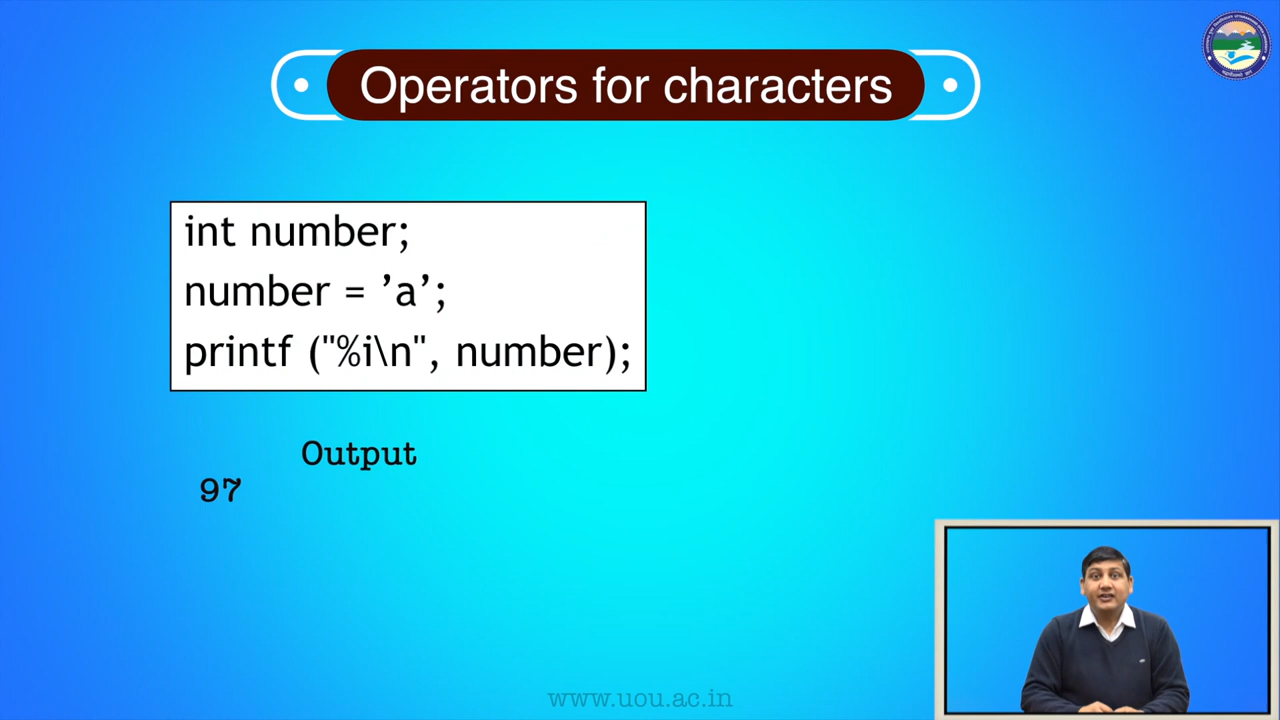 Operators for characters
int number;
number = ’a’;
printf ("%i\n", number);
Output
97
www.uou.ac.in